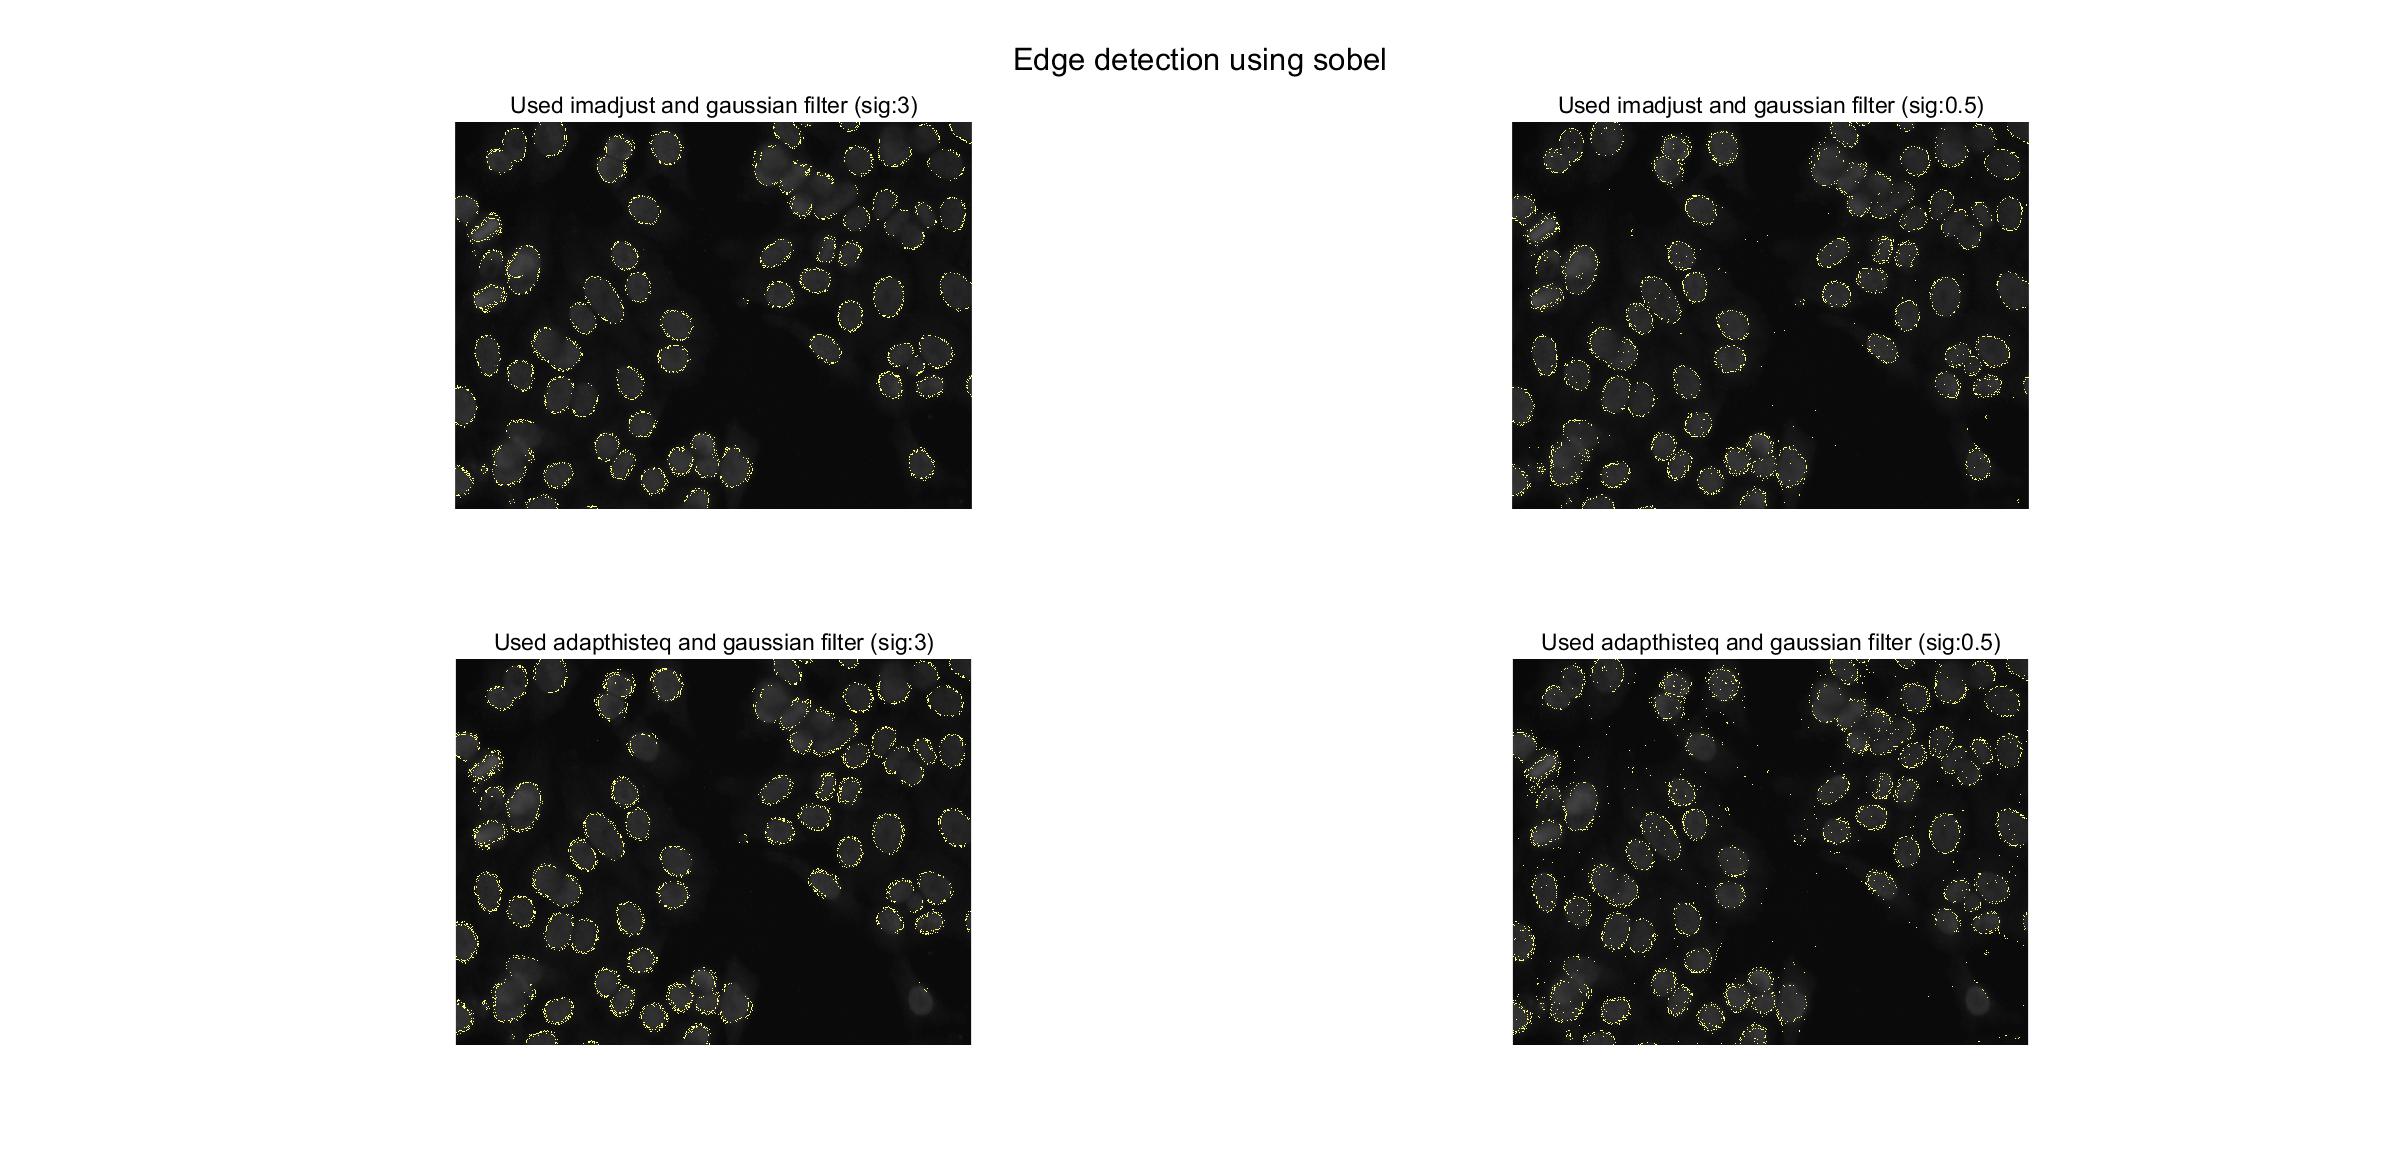 Edge detection using sobel
Used imadjust and gaussian filter (sig:3)
Used imadjust and gaussian filter (sig:0.5)
Used adapthisteq and gaussian filter (sig:3)
Used adapthisteq and gaussian filter (sig:0.5)